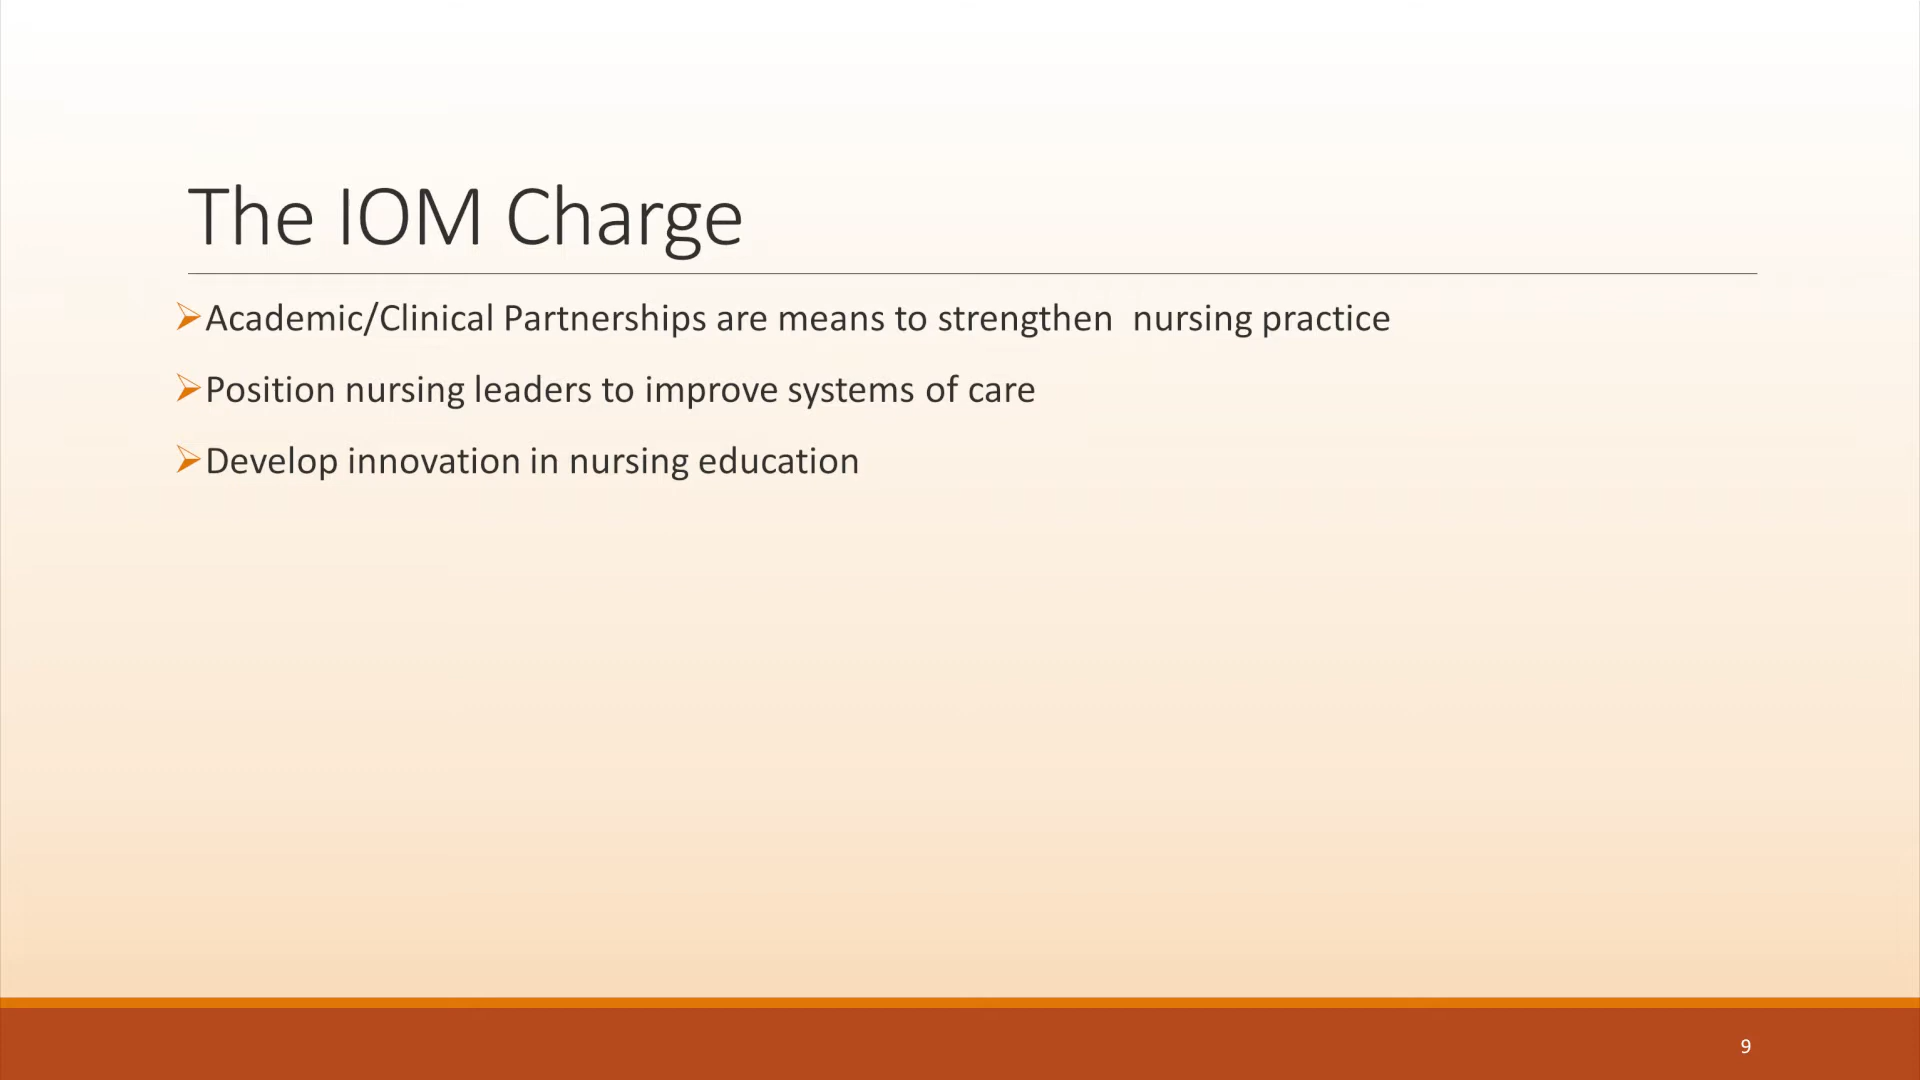 The IOM Charge
➢Academic/Clinical Partnerships are means to strengthen  nursing practice
➢Position nursing leaders to improve systems of care
➢Develop innovation in nursing education
9